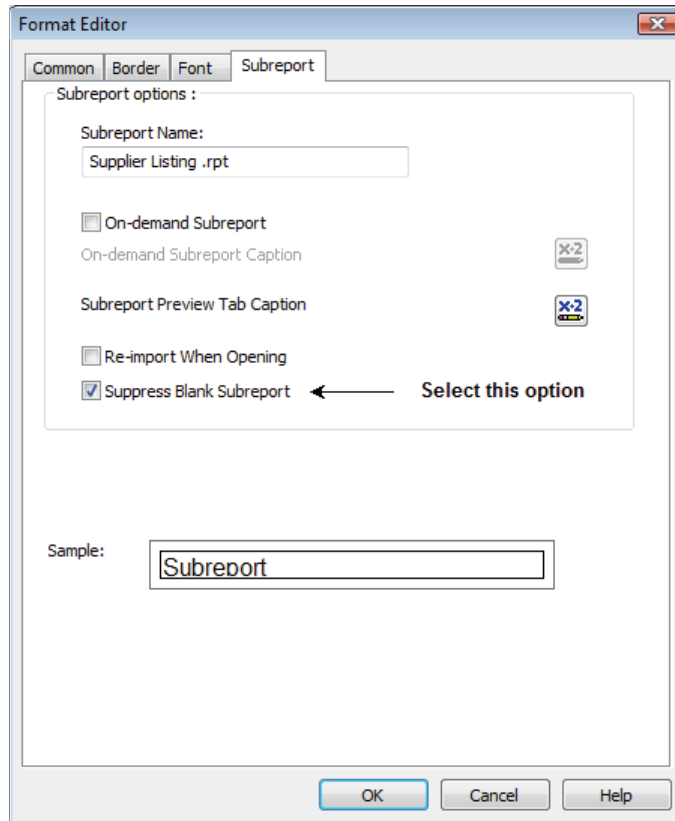 Format Editor
Common Border Font Subreport
Subreport options :
Subreport Name:
Supplier Listing .rpt
On-demand Subreport
On-demand Subreport Caption
X+2
Subreport Preview Tab Caption
X+2
Re-import When Opening
Suppress Blank Subreport
Select this option
Sample:
Subreport
OK Cancel Help